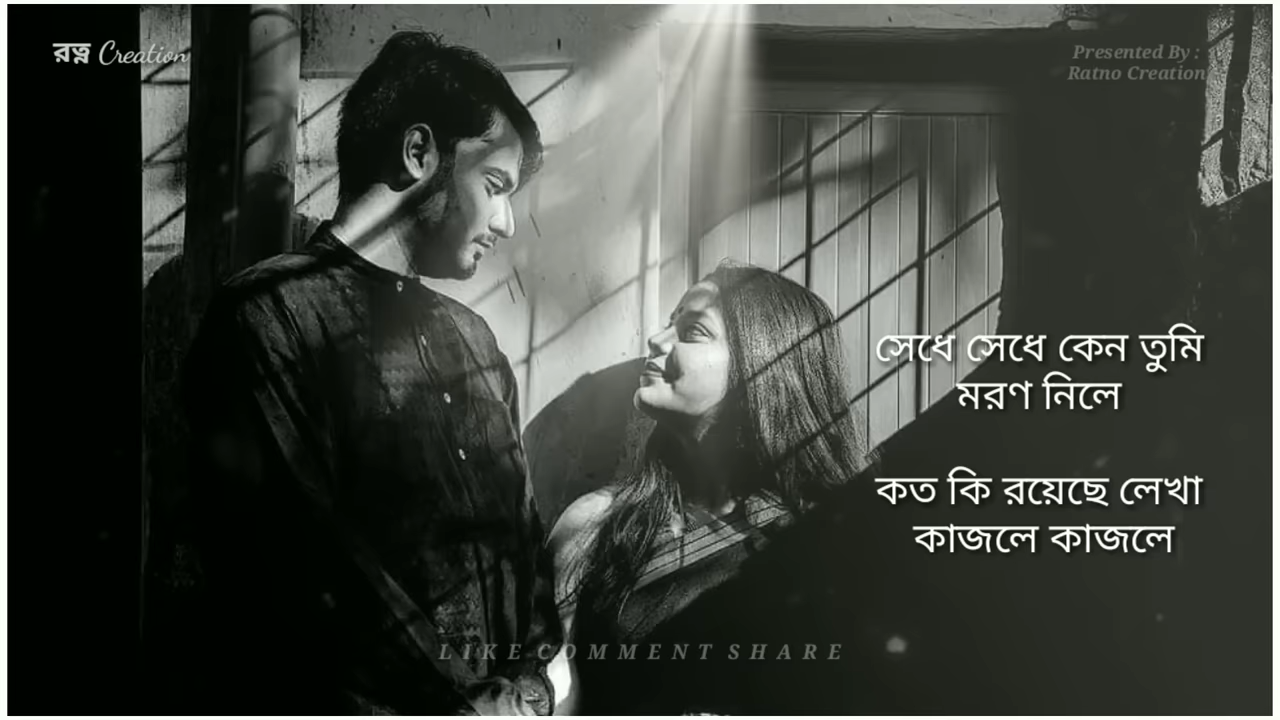 রত্ন Creation
Presented By :
Ratno Creation
সেধে সেধে কেন তুমি
মরণ নিলে
কত কি রয়েছে লেখা
কাজলে কাজলে
LIKE COMMENT SHARE